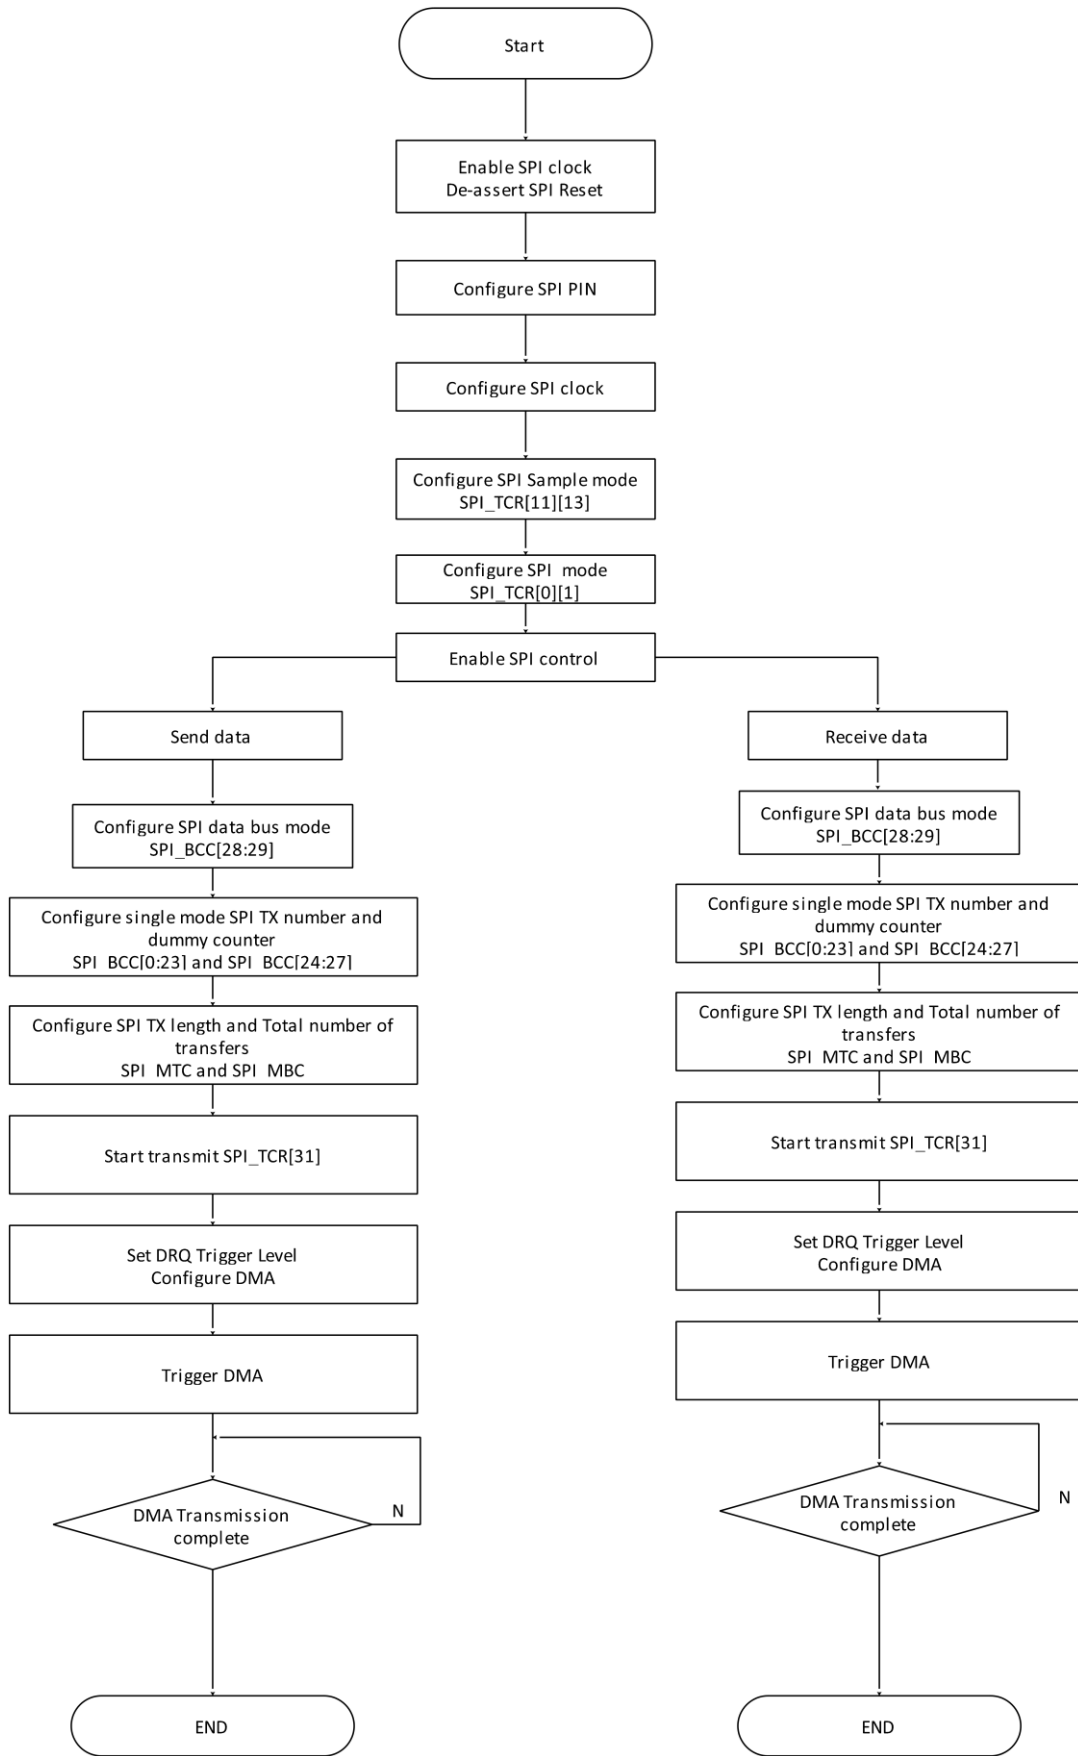 Start
Enable SPI clock
De-assert SPI Reset
Configure SPI PIN
Configure SPI clock
Configure SPI Sample mode
SPI_TCR[11][13]
Configure SPI  mode
SPI_TCR[0][1]
Enable SPI control
Send data
Configure SPI data bus mode
SPI_BCC[28:29]
Configure single mode SPI TX number and
dummy counter
SPI_BCC[0:23] and SPI_BCC[24:27]
Configure SPI TX length and Total number of
transfers
SPI_MTC and SPI_MBC
Start transmit SPI_TCR[31]
Set DRQ Trigger Level
Configure DMA
Trigger DMA
DMA Transmission
complete
N
END
Receive data
Configure SPI data bus mode
SPI_BCC[28:29]
Configure single mode SPI TX number and
dummy counter
SPI_BCC[0:23] and SPI_BCC[24:27]
Configure SPI TX length and Total number of
transfers
SPI_MTC and SPI_MBC
Start transmit SPI_TCR[31]
Set DRQ Trigger Level
Configure DMA
Trigger DMA
DMA Transmission
complete
N
END